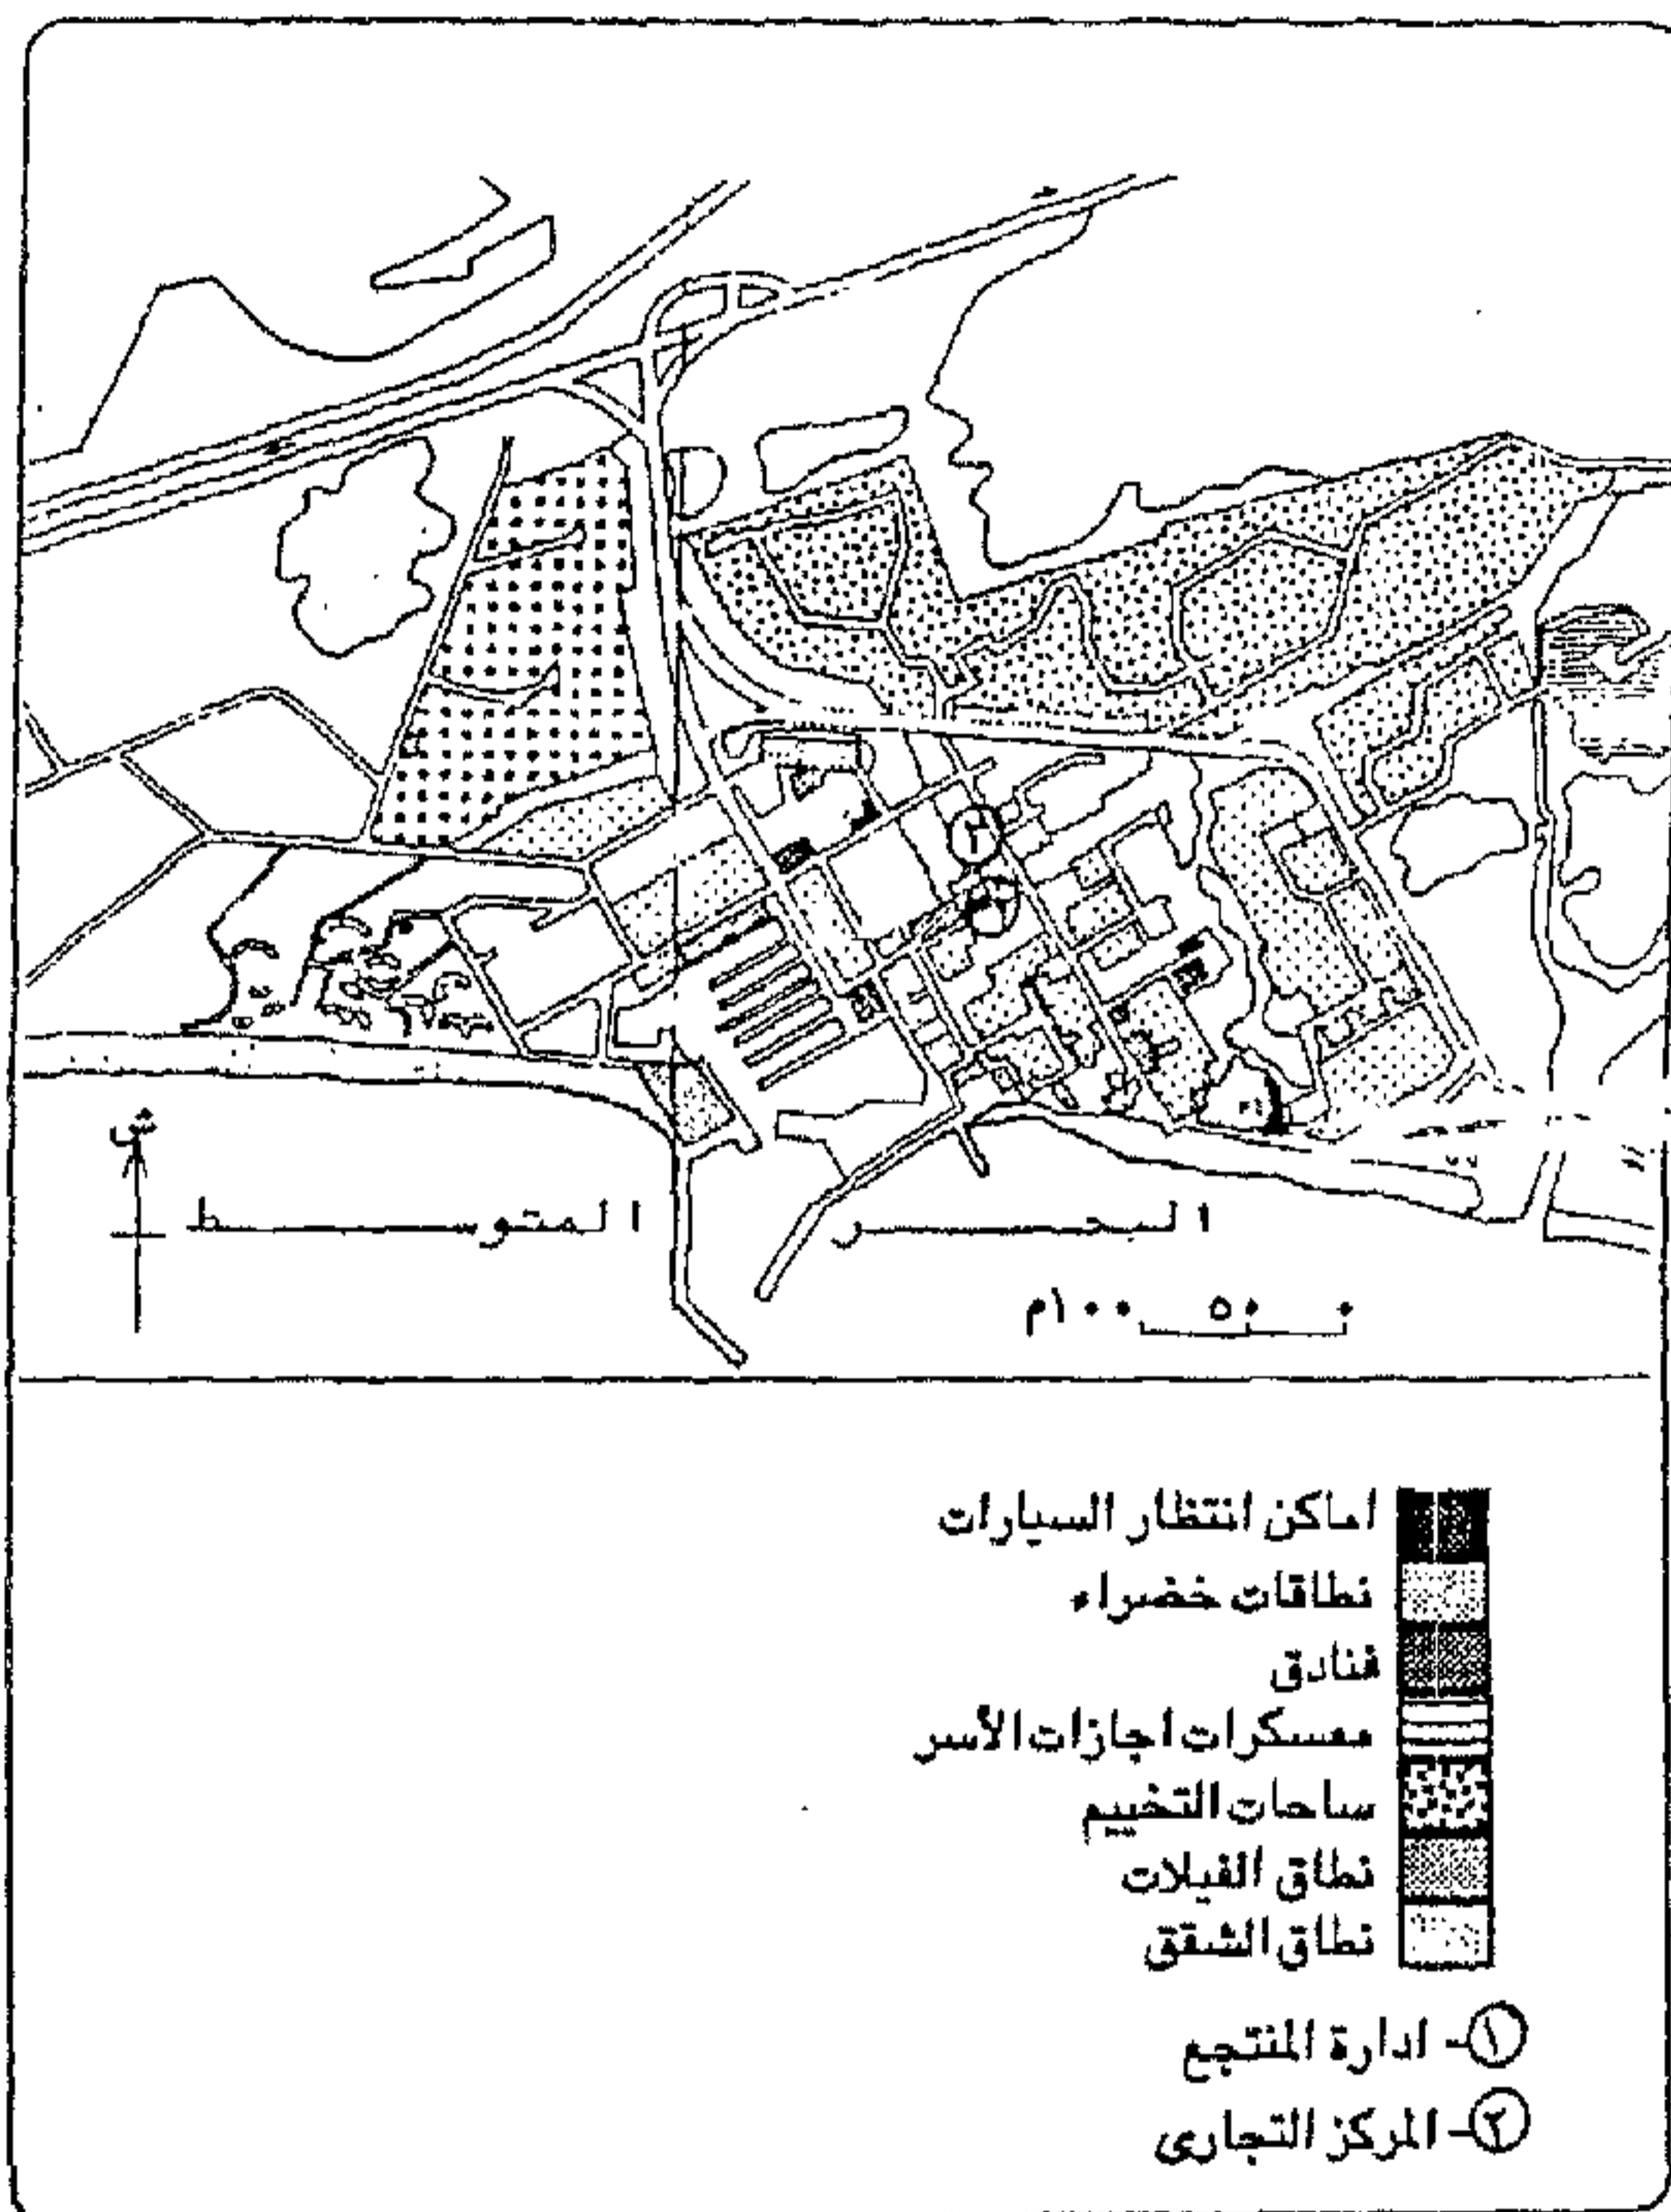 ٢
ش
البحر المتوسط
٠ ٥٠ ١٠٠م
اماكن انتظار السيارات
نطاقات خضراء
فنادق
معسكرات اجازات الأسر
ساحات التخييم
نطاق الفيلات
نطاق الشقق
١- ادارة المنتجع
٢- المركز التجارى